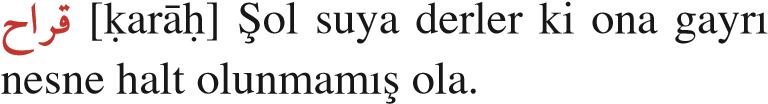 قراح [ḳarāḥ] Şol suya derler ki ona gayrı
nesne halt olunmamış ola.